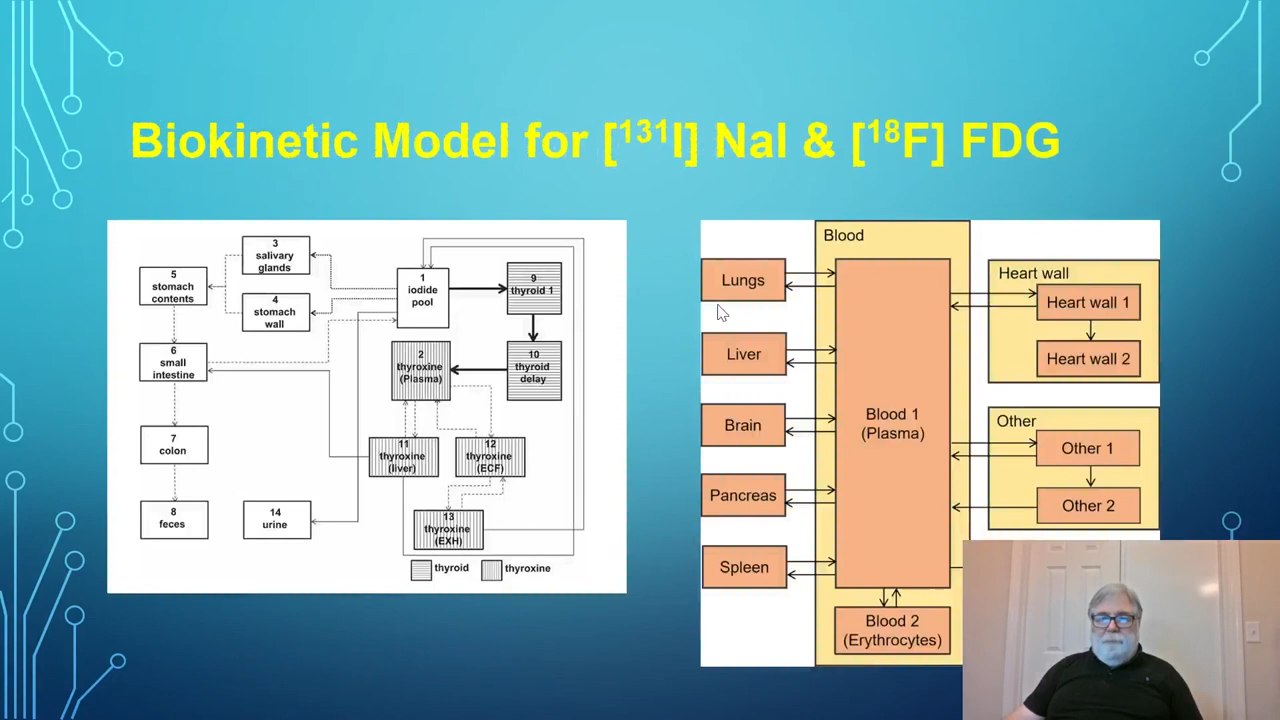 Biokinetic Model for [¹³¹I] NaI & [¹⁸F] FDG
3
salivary
glands
5
stomach
contents
4
stomach
wall
1
iodide
pool
9
thyroid 1
6
small
intestine
2
thyroxine
(Plasma)
10
thyroid
delay
7
colon
11
thyroxine
(liver)
12
thyroxine
(ECF)
8
feces
14
urine
13
thyroxine
(EXH)
thyroid
thyroxine
Blood
Lungs
Liver
Brain
Pancreas
Spleen
Blood 1
(Plasma)
Blood 2
(Erythrocytes)
Heart wall
Heart wall 1
Heart wall 2
Other
Other 1
Other 2